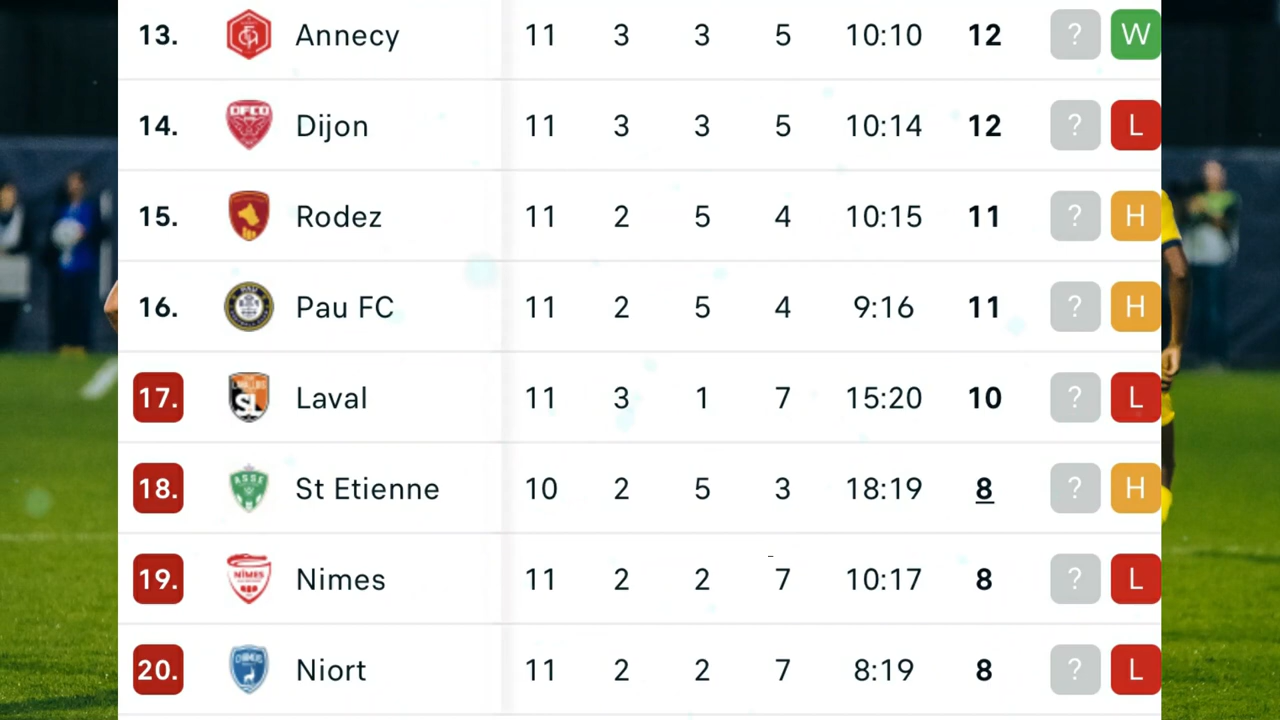 13. Annecy 11 3 3 5 10:10 12 ? W
DFCO
14. Dijon 11 3 3 5 10:14 12 ? L
15. Rodez 11 2 5 4 10:15 11 ? H
16. Pau FC 11 2 5 4 9:16 11 ? H
17. Laval 11 3 1 7 15:20 10 ? L
ASSE
18. St Etienne 10 2 5 3 18:19 8 ? H
NÎMES
19. Nimes 11 2 2 7 10:17 8 ? L
20. Niort 11 2 2 7 8:19 8 ? L